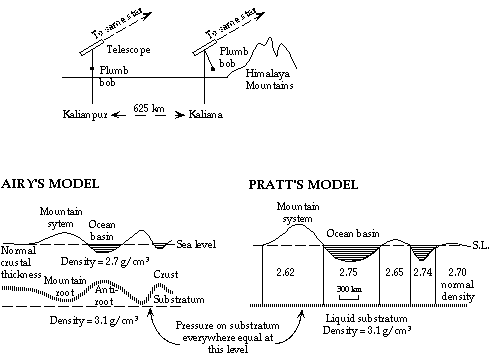 To same star
To same star
Telescope
Plumb
bob
Plumb
bob
Himalaya
Mountains
Kalianpur
625 km
Kaliana
AIRY'S MODEL
Mountain
sytem
Ocean
basin
Sea level
Normal
crustal
thickness
Density = 2.7 g/cm³
Mountain
root
Anti-
root
Crust
Substratum
Density = 3.1 g/cm³
PRATT'S MODEL
Mountain
system
Ocean basin
S.L.
2.62
2.75
2.65
2.74
2.70
normal
density
300 km
Liquid substratum
Density = 3.1 g/cm³
Pressure on substratum
everywhere equal at
this level